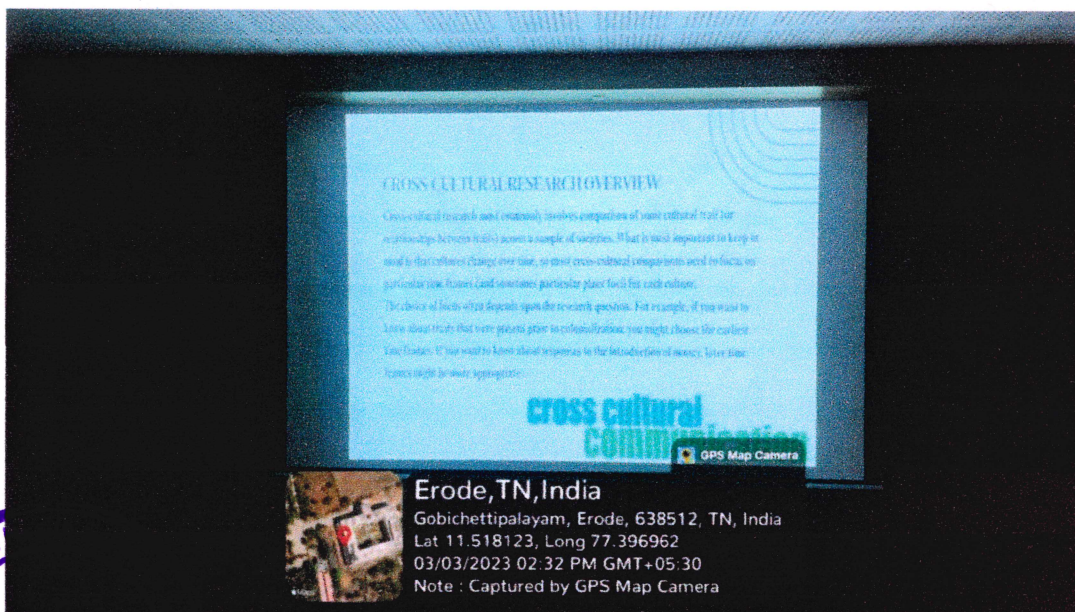 CROSS CULTURAL RESEARCH OVERVIEW
Cross-cultural research most commonly involves comparison of some cultural trait (or
relationships between traits) across a sample of societies. What is most important to keep in
mind is that cultures change over time, so most cross-cultural comparisons need to focus on
particular time frames (and sometimes particular place foci) for each culture.
The choice of focus often depends upon the research question. For example, if you want to
know about traits that were present prior to colonialization, you might choose the earliest
time frames. If you want to know about responses to the introduction of money, later time
frames might be more appropriate.
cross cultural
communication
GPS Map Camera
Erode,TN,India
Gobichettipalayam, Erode, 638512, TN, India
Lat 11.518123, Long 77.396962
03/03/2023 02:32 PM GMT+05:30
Note : Captured by GPS Map Camera